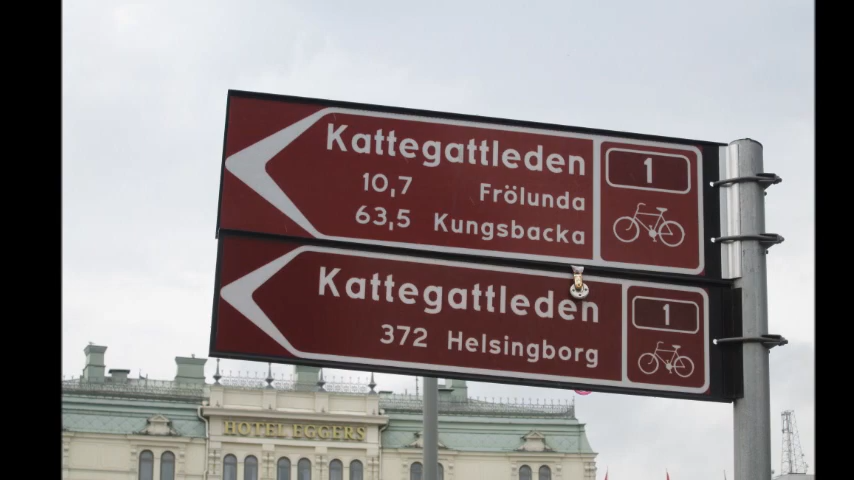 Kattegattleden
1
10,7 Frölunda
63,5 Kungsbacka
Kattegattleden
1
372 Helsingborg
HOTEL EGGERS